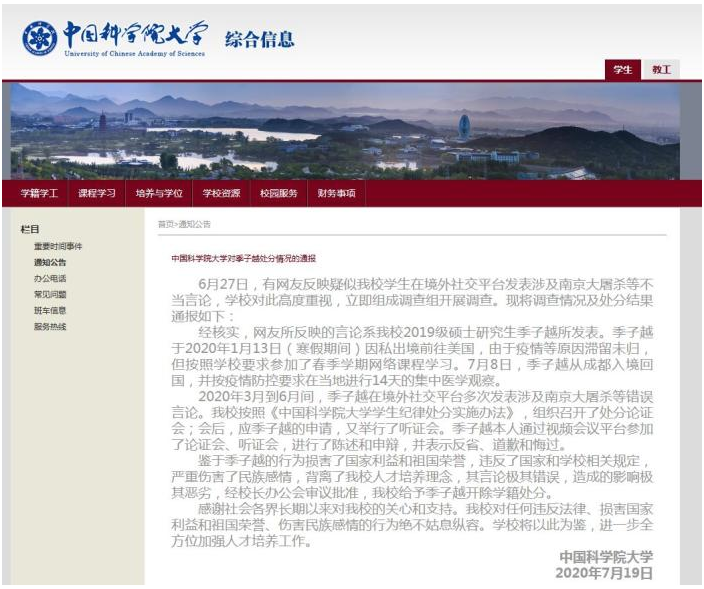 中国科学院大学 综合信息
University of Chinese Academy of Sciences
学生 教工
学籍学工 课程学习 培养与学位 学校资源 校园服务 财务事项
栏目
重要时间事件
通知公告
办公电话
常见问题
班车信息
服务热线
首页>通知公告
中国科学院大学对季子越处分情况的通报
6月27日，有网友反映疑似我校学生在境外社交平台发表涉及南京大屠杀等不
当言论，学校对此高度重视，立即组成调查组开展调查。现将调查情况及处分结果
通报如下：
经核实，网友所反映的言论系我校2019级硕士研究生季子越所发表。季子越
于2020年1月13日（寒假期间）因私出境前往美国，由于疫情等原因滞留未归，
但按照学校要求参加了春季学期网络课程学习。7月8日，季子越从成都入境回
国，并按疫情防控要求在当地进行14天的集中医学观察。
2020年3月到6月间，季子越在境外社交平台多次发表涉及南京大屠杀等错误
言论。我校按照《中国科学院大学学生纪律处分实施办法》，组织召开了处分论证
会；会后，应季子越的申请，又举行了听证会。季子越本人通过视频会议平台参加
了论证会、听证会，进行了陈述和申辩，并表示反省、道歉和悔过。
鉴于季子越的行为损害了国家利益和祖国荣誉，违反了国家和学校相关规定，
严重伤害了民族感情，背离了我校人才培养理念，其言论极其错误，造成的影响极
其恶劣，经校长办公会审议批准，我校给予季子越开除学籍处分。
感谢社会各界长期以来对我校的关心和支持。我校对任何违反法律、损害国家
利益和祖国荣誉、伤害民族感情的行为绝不姑息纵容。学校将以此为鉴，进一步全
方位加强人才培养工作。
中国科学院大学
2020年7月19日